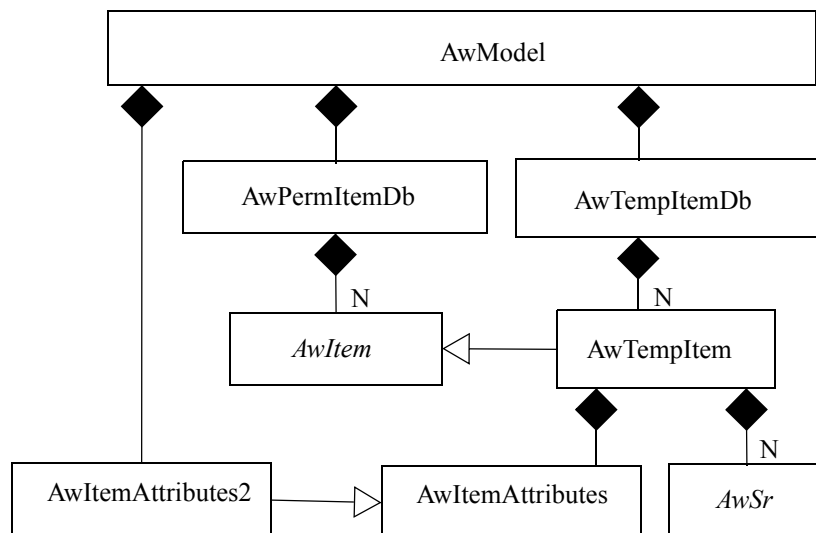 AwModel
AwPermItemDb
AwTempItemDb
N
N
AwItem
AwTempItem
N
AwItemAttributes2
AwItemAttributes
AwSr